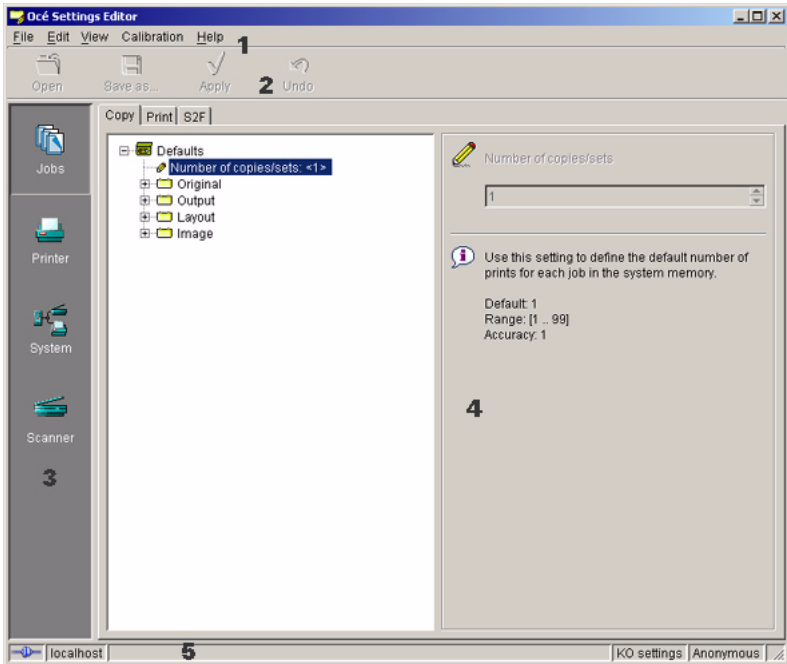 Océ Settings Editor
File Edit View Calibration Help 1
Open Save as... Apply 2 Undo
Copy Print S2F
Jobs
Printer
System
Scanner
3
Defaults
Number of copies/sets: <1>
Original
Output
Layout
Image
Number of copies/sets
1
Use this setting to define the default number of
prints for each job in the system memory.
Default: 1
Range: [1 .. 99]
Accuracy: 1
4
localhost 5 KO settings Anonymous